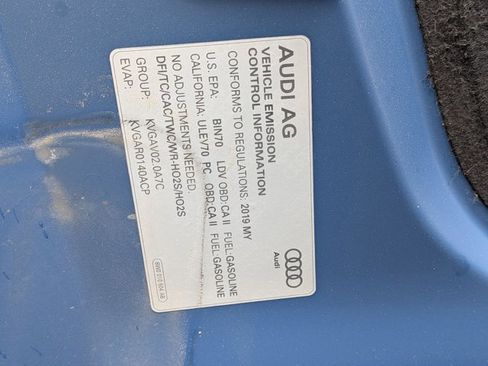 AUDI AG
VEHICLE EMISSION
CONTROL INFORMATION
CONFORMS TO REGULATIONS: 2019 MY
U.S. EPA: BIN70 LDV OBD:CA II FUEL:GASOLINE
CALIFORNIA: ULEV70 PC OBD:CA II FUEL:GASOLINE
NO ADJUSTMENTS NEEDED.
DFI/TC/CAC/TWC/WR-HO2S/HO2S
GROUP: KVGAV02.0A7C
EVAP: KVGAR0140ACP
Audi